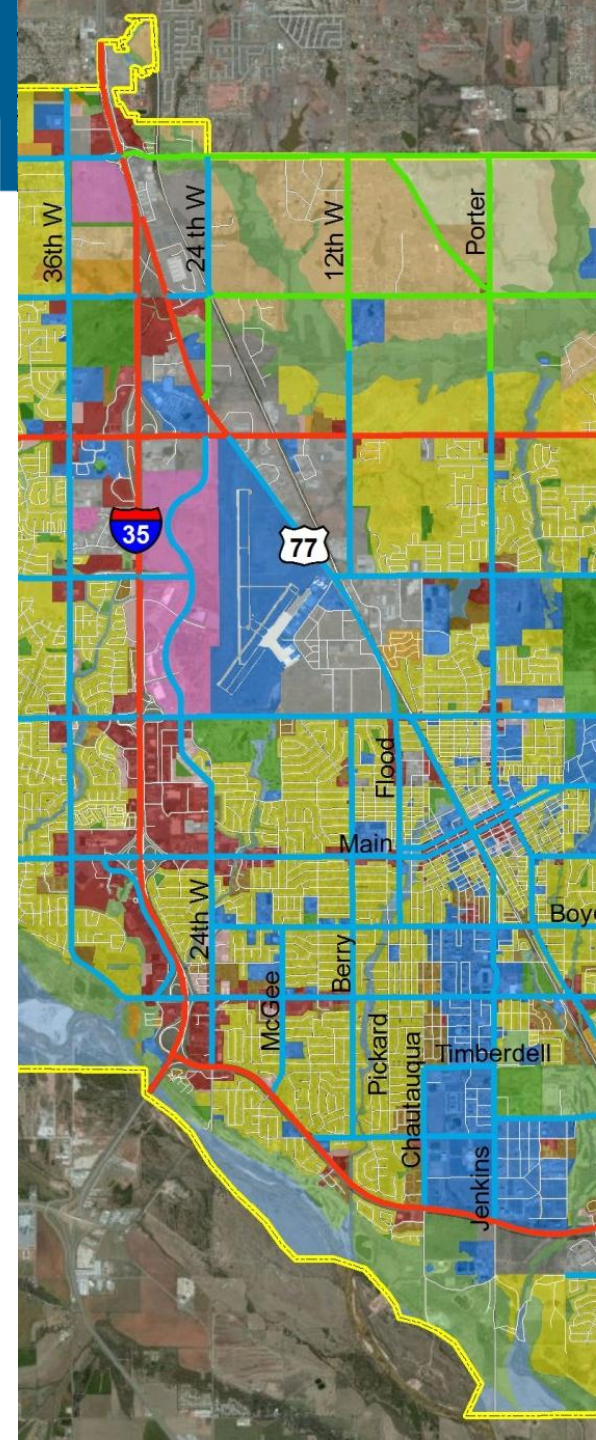 36th W
24 th W
12th W
Porter
35
77
Flood
Main
24th W
Boy
McGee
Berry
Pickard
Chautauqua
Timberdell
Jenkins